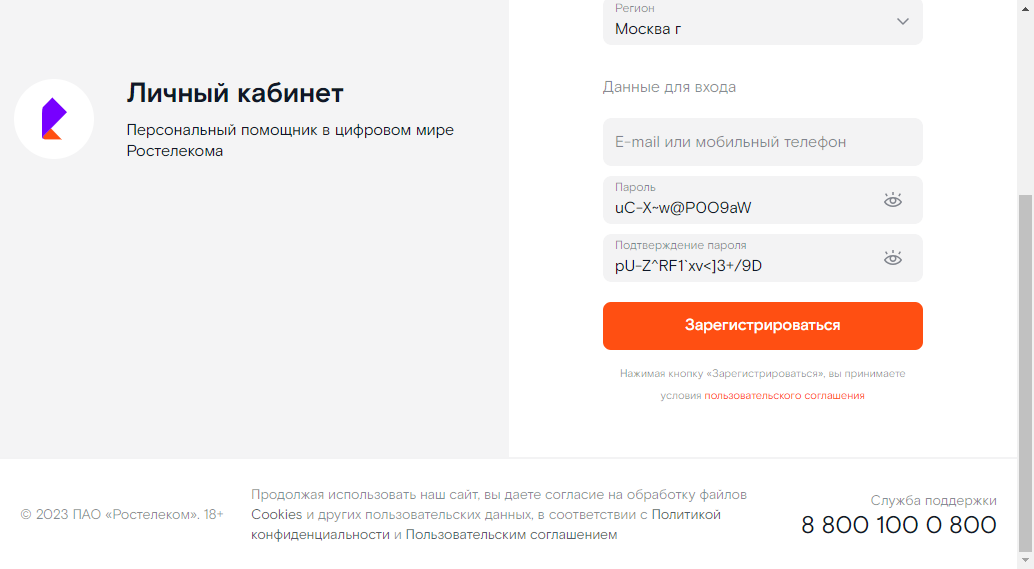 Регион
Москва г
Личный кабинет
Персональный помощник в цифровом мире
Ростелекома
Данные для входа
E-mail или мобильный телефон
Пароль
uC-X~w@P0O9aW
Подтверждение пароля
pU-Z^RF1`xv<]3+/9D
Зарегистрироваться
Нажимая кнопку «Зарегистрироваться», вы принимаете
условия пользовательского соглашения
© 2023 ПАО «Ростелеком». 18+
Продолжая использовать наш сайт, вы даете согласие на обработку файлов
Cookies и других пользовательских данных, в соответствии с Политикой
конфиденциальности и Пользовательским соглашением
Служба поддержки
8 800 100 0 800